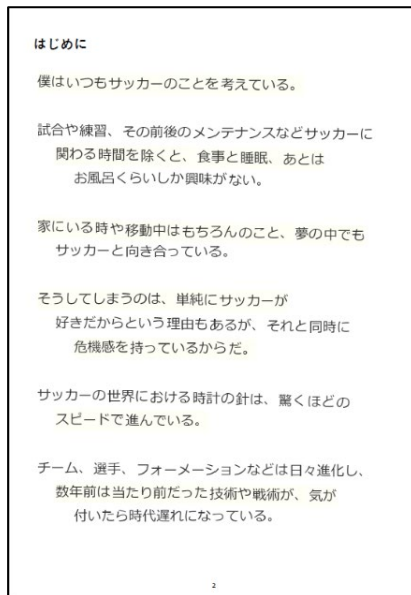 はじめに
僕はいつもサッカーのことを考えている。
試合や練習、その前後のメンテナンスなどサッカーに
関わる時間を除くと、食事と睡眠、あとは
お風呂くらいしか興味がない。
家にいる時や移動中はもちろんのこと、夢の中でも
サッカーと向き合っている。
そうしてしまうのは、単純にサッカーが
好きだからという理由もあるが、それと同時に
危機感を持っているからだ。
サッカーの世界における時計の針は、驚くほどの
スピードで進んでいる。
チーム、選手、フォーメーションなどは日々進化し、
数年前は当たり前だった技術や戦術が、気が
付いたら時代遅れになっている。
2